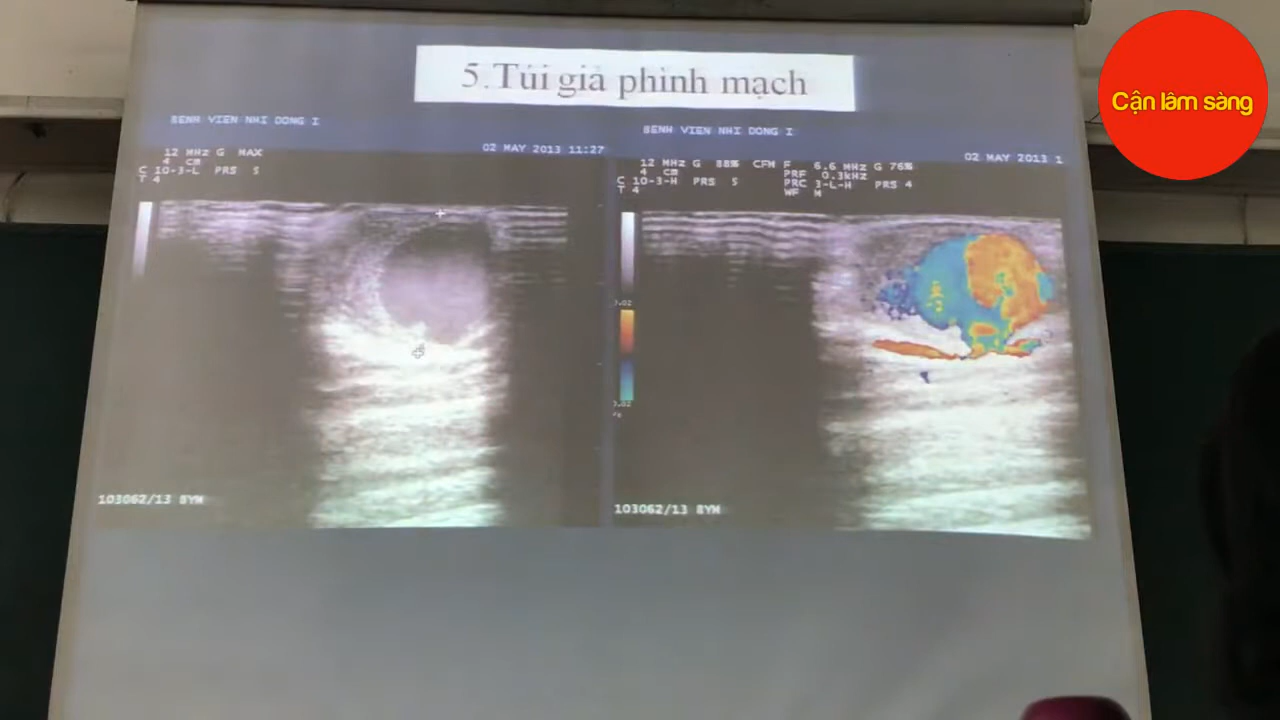 5.Túi giả phình mạch
Cận lâm sàng
BENH VIEN NHI DONG I
02 MAY 2013 11:27
12 MHz G MAX
4 CM
C 10-3-L PRS 5
T 4
103062/13 8YM
BENH VIEN NHI DONG I
02 MAY 2013 1
12 MHz G 88% CFM F 6.6 MHz G 76%
4 CM PRF 0.3kHz
C 10-3-H PRS 5 PRC 3-L-H PRS 4
T 4 WF M
103062/13 8YM